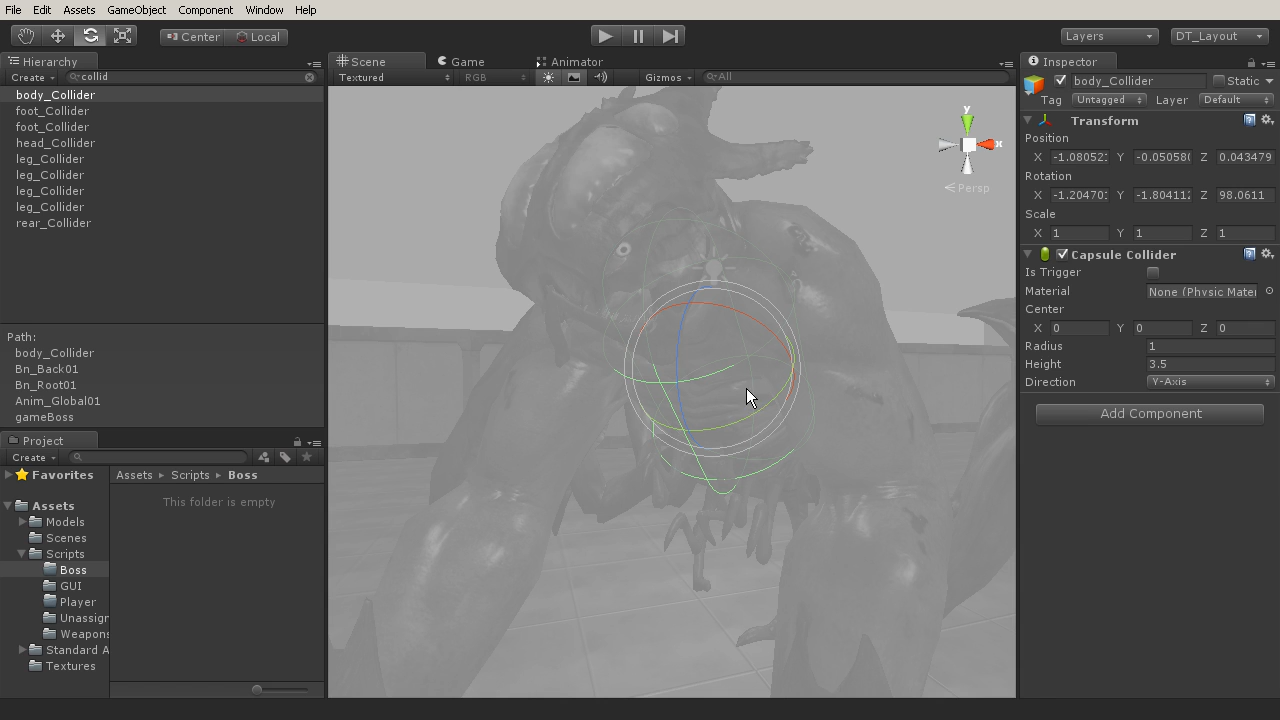 File Edit Assets GameObject Component Window Help
Center Local Layers DT_Layout
Hierarchy
Create collid
body_Collider
foot_Collider
foot_Collider
head_Collider
leg_Collider
leg_Collider
leg_Collider
leg_Collider
rear_Collider
Path:
body_Collider
Bn_Back01
Bn_Root01
Anim_Global01
gameBoss
Project
Create
Favorites
Assets
Models
Scenes
Scripts
Boss
GUI
Player
Unassigr
Weapons
Standard A
Textures
Assets Scripts Boss
This folder is empty
Scene Game Animator
Textured RGB Gizmos All
y
x
Persp
Inspector
body_Collider Static
Tag Untagged Layer Default
Transform
Position
X -1.08052 Y -0.05058 Z 0.043479
Rotation
X -1.20470 Y -1.80411 Z 98.0611
Scale
X 1 Y 1 Z 1
Capsule Collider
Is Trigger
Material None (Physic Mater
Center
X 0 Y 0 Z 0
Radius 1
Height 3.5
Direction Y-Axis
Add Component